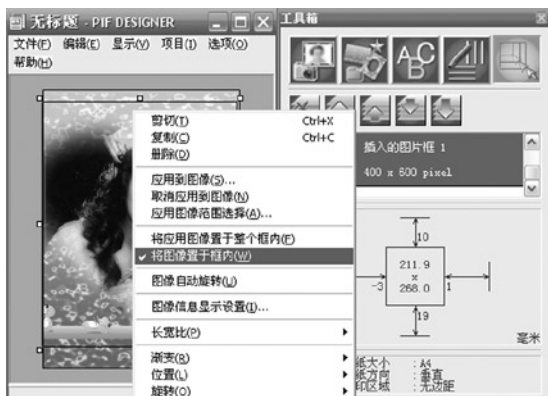 无标题 - PIF DESIGNER
文件(F) 编辑(E) 显示(V) 项目(I) 选项(O)
帮助(H)
剪切(T) Ctrl+X
复制(C) Ctrl+C
删除(D)
应用到图像(S)...
取消应用到图像(N)
应用图像范围选择(A)...
将应用图像置于整个框内(F)
✓ 将图像置于框内(W)
图像自动旋转(U)
图像信息显示设置(I)...
长宽比(P)
渐变(R)
位置(L)
旋转(O)
工具箱
ABC
插入的图片框 1
400 x 600 pixel
10
211.9
x
268.0
-3
1
19
毫米
纸大小 : A4
纸方向 : 垂直
印区域 : 无边距